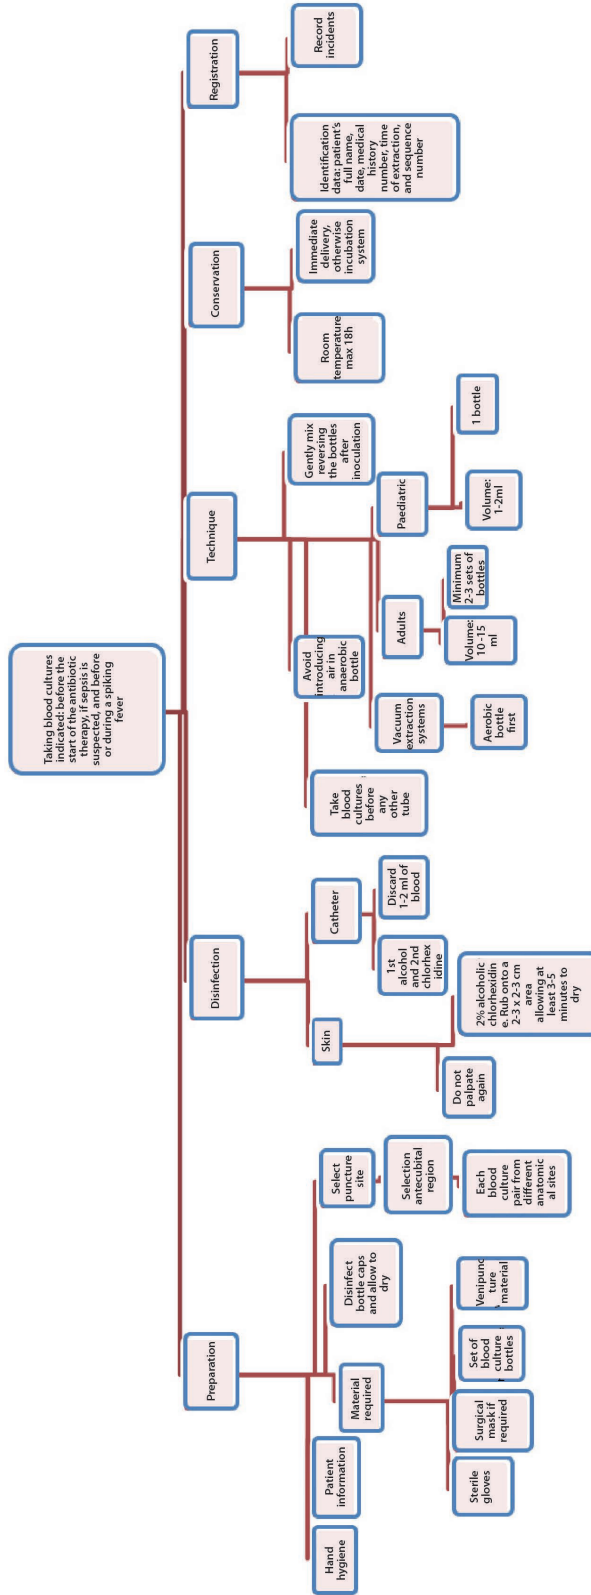 Taking blood cultures
indicated: before the
start of the antibiotic
therapy, if sepsis is
suspected, and before
or during a spiking
fever
Preparation
Hand
hygiene
Patient
information
Material
required
Sterile
gloves
Surgical
mask if
required
Set of
blood
culture
bottles
Venipunc
ture
material
Disinfect
bottle caps
and allow to
dry
Select
puncture
site
Selection
antecubital
region
Each
blood
culture
pair from
different
anatomic
al sites
Disinfection
Skin
Do not
palpate
again
2% alcoholic
chlorhexidin
e. Rub onto a
2-3 x 2-3 cm
area
allowing at
least 3-5
minutes to
dry
Catheter
1st
alcohol
and 2nd
chlorhex
idine
Discard
1-2 ml of
blood
Technique
Take
blood
cultures
before
any
other
tube
Avoid
introducing
air in
anaerobic
bottle
Vacuum
extraction
systems
Aerobic
bottle
first
Adults
Volume:
10 -15
ml
Minimum
2-3 sets of
bottles
Paediatric
Volume:
1-2ml
1 bottle
Gently mix
reversing
the bottles
after
inoculation
Conservation
Room
temperature
max 18h
Immediate
delivery,
otherwise
incubation
system
Registration
Identification
data: patient's
full name,
date, medical
history
number, time
of extraction,
and sequence
number
Record
incidents